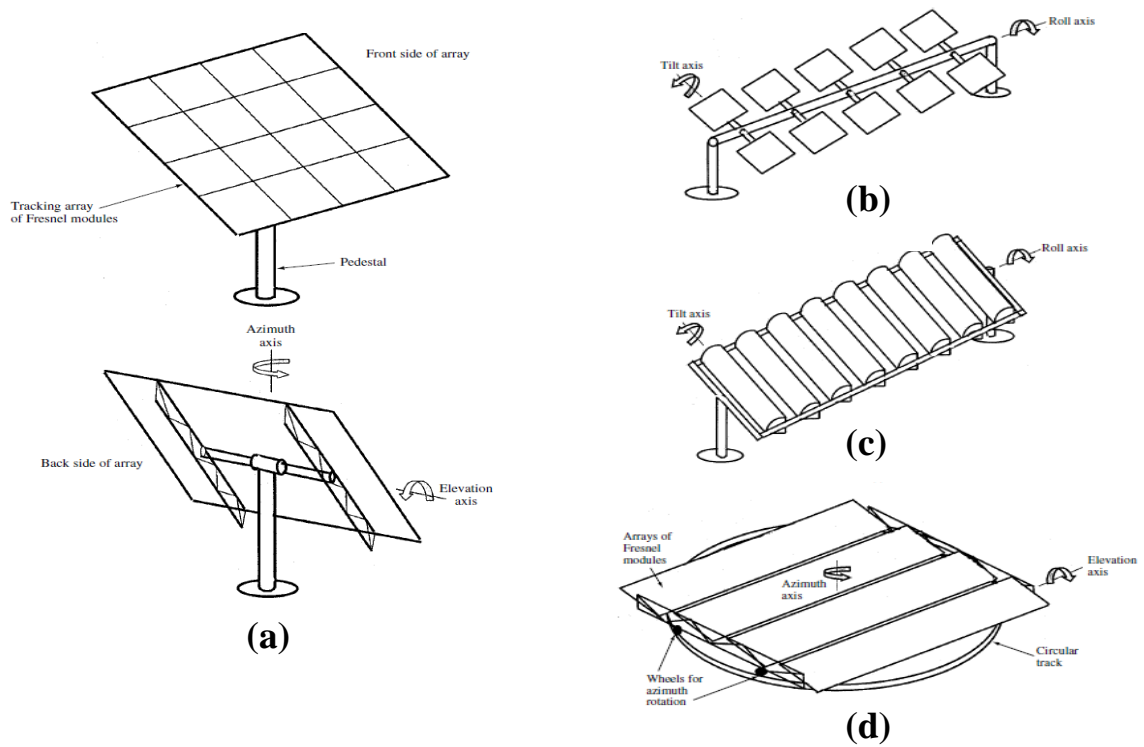 Front side of array
Tracking array
of Fresnel modules
Pedestal
Azimuth
axis
Back side of array
Elevation
axis
(a)
Roll axis
Tilt axis
(b)
Roll axis
Tilt axis
(c)
Arrays of
Fresnel
modules
Azimuth
axis
Elevation
axis
Wheels for
azimuth
rotation
Circular
track
(d)